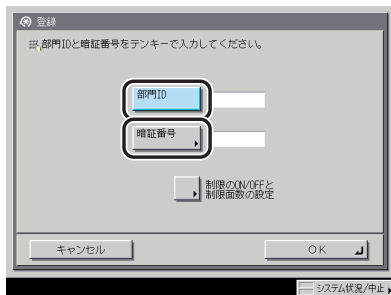 登録
部門IDと暗証番号をテンキーで入力してください。
部門ID
暗証番号
制限のON/OFFと
制限面数の設定
キャンセル
OK
システム状況/中止